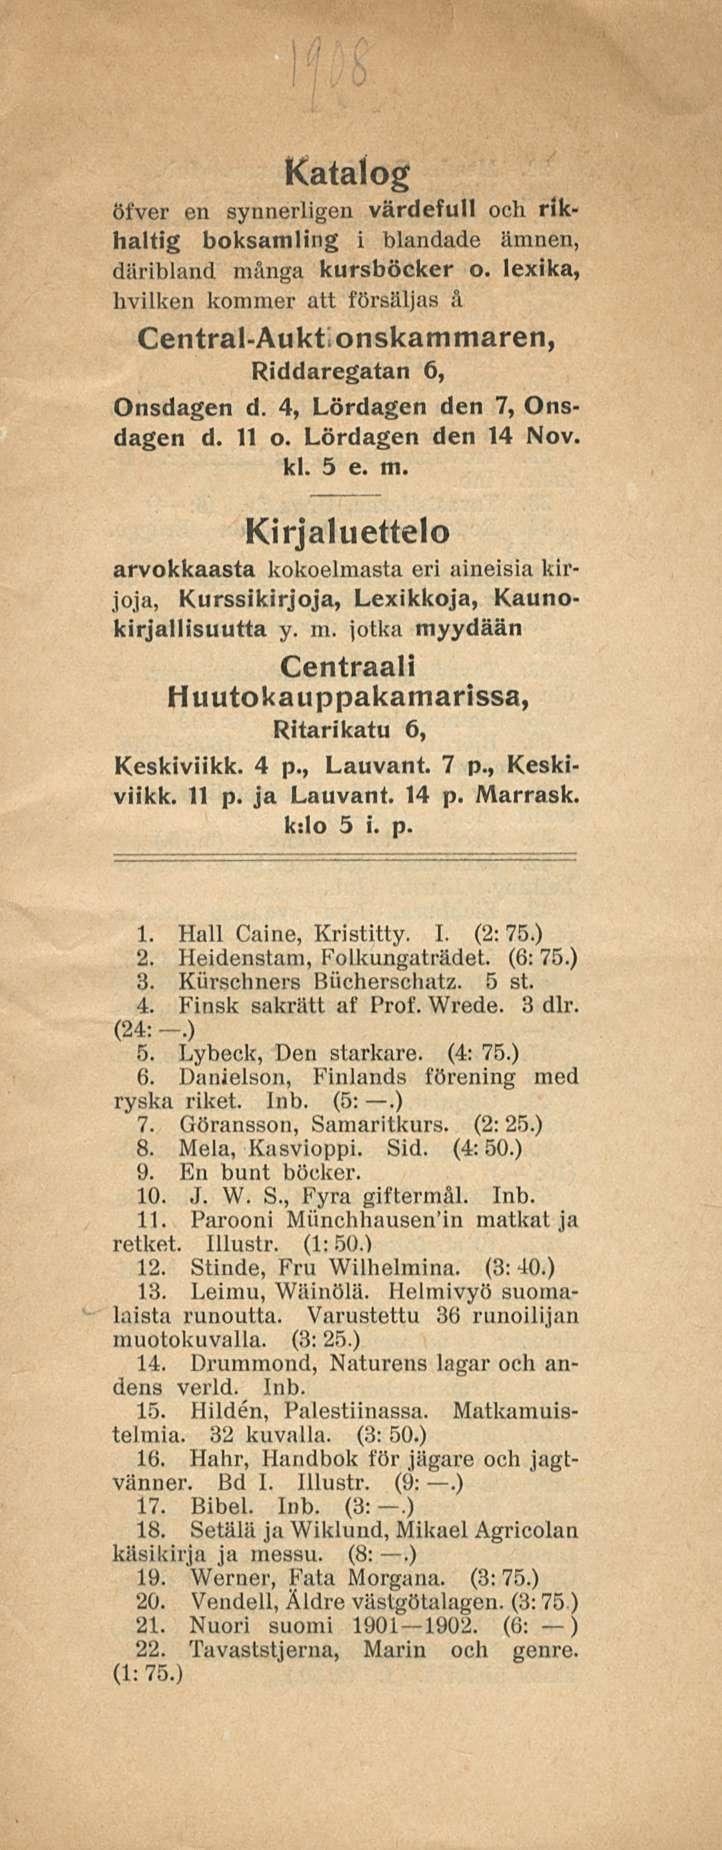 1908
Katalog
öfver en synnerligen värdefull och rik-
haltig boksamling i blandade ämnen,
däribland många kursböcker o. lexika,
hvilken kommer att försäljas å
Central-Auktionskammaren,
Riddaregatan 6,
Onsdagen d. 4, Lördagen den 7, Ons-
dagen d. 11 o. Lördagen den 14 Nov.
kl. 5 e. m.
Kirjaluettelo
arvokkaasta kokoelmasta eri aineisia kir-
joja, Kurssikirjoja, Lexikkoja, Kauno-
kirjallisuutta y. m. jotka myydään
Centraali
Huutokauppakamarissa,
Ritarikatu 6,
Keskiviikk. 4 p., Lauvant. 7 p., Keski-
viikk. 11 p. ja Lauvant. 14 p. Marrask.
k:lo 5 i. p.
1. Hall Caine, Kristitty. I. (2: 75.)
2. Heidenstam, Folkungaträdet. (6: 75.)
3. Kürschners Bücherschatz. 5 st.
4. Finsk sakrätt af Prof. Wrede. 3 dlr.
(24: —.)
5. Lybeck, Den starkare. (4: 75.)
6. Danielson, Finlands förening med
ryska riket. Inb. (5: —.)
7. Göransson, Samaritkurs. (2: 25.)
8. Mela, Kasvioppi. Sid. (4: 50.)
9. En bunt böcker.
10. J. W. S., Fyra giftermål. Inb.
11. Parooni Münchhausen'in matkat ja
retket. Illustr. (1: 50.)
12. Stinde, Fru Wilhelmina. (3: 40.)
13. Leimu, Wäinölä. Helmivyö suoma-
laista runoutta. Varustettu 36 runoilijan
muotokuvalla. (3: 25.)
14. Drummond, Naturens lagar och an-
dens verld. Inb.
15. Hildén, Palestiinassa. Matkamuis-
telmia. 32 kuvalla. (3: 50.)
16. Hahr, Handbok för jägare och jagt-
vänner. Bd I. Illustr. (9: —.)
17. Bibel. Inb. (3: —.)
18. Setälä ja Wiklund, Mikael Agricolan
käsikirja ja messu. (8: —.)
19. Werner, Fata Morgana. (3: 75.)
20. Vendell, Äldre västgötalagen. (3: 75.)
21. Nuori suomi 1901—1902. (6: — )
22. Tavaststjerna, Marin och genre.
(1: 75.)